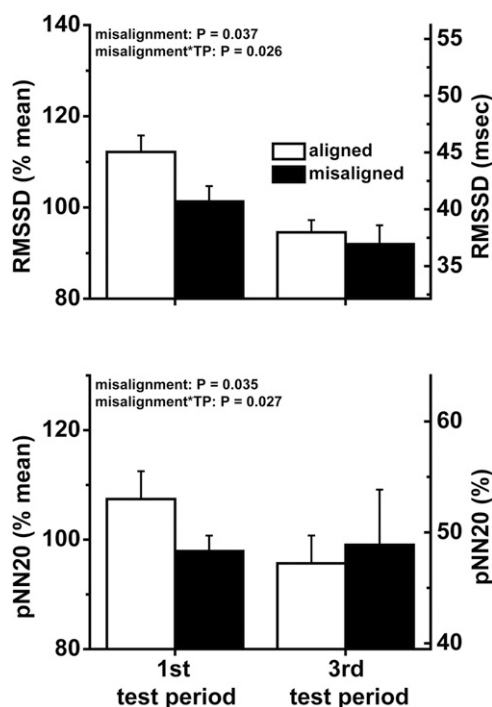 misalignment: P = 0.037
misalignment*TP: P = 0.026
RMSSD (% mean)
140
120
100
80
aligned
misaligned
RMSSD (msec)
55
50
45
40
35
misalignment: P = 0.035
misalignment*TP: P = 0.027
pNN20 (% mean)
120
100
80
pNN20 (%)
60
50
40
1st
test period
3rd
test period